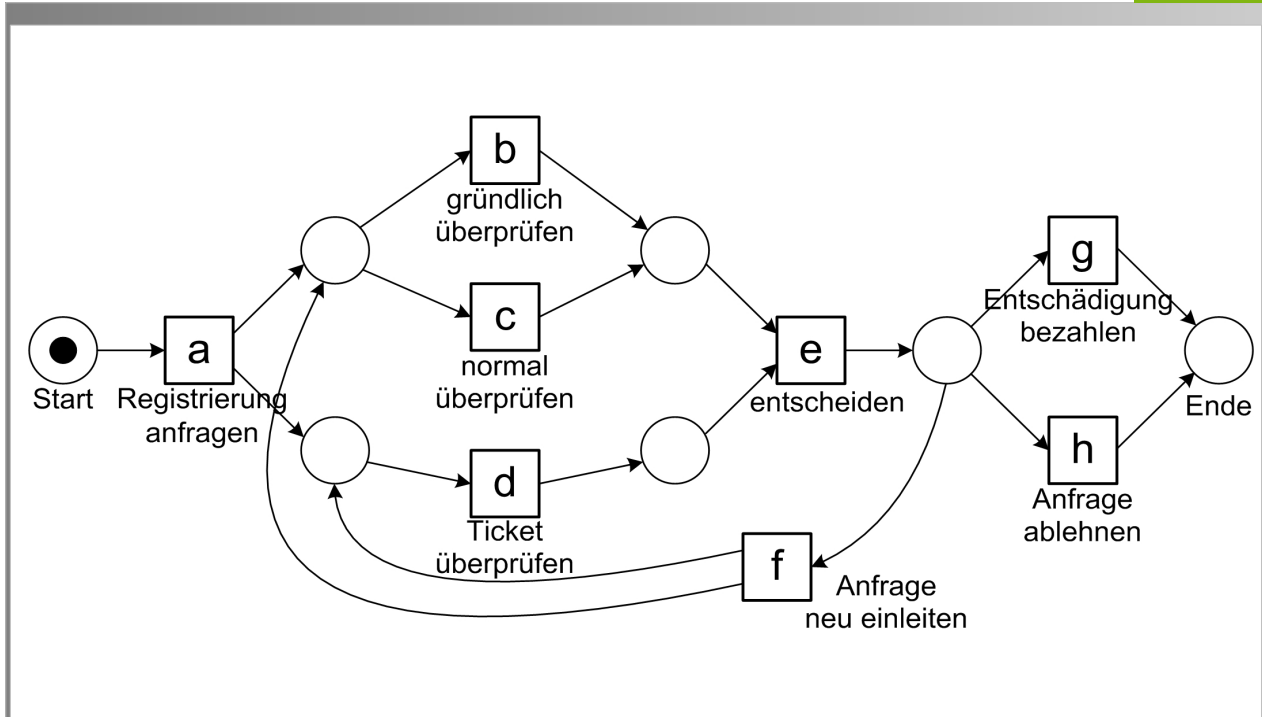 b
gründlich
überprüfen
g
Entschädigung
bezahlen
c
normal
überprüfen
a
Registrierung
anfragen
Start
e
entscheiden
Ende
h
Anfrage
ablehnen
d
Ticket
überprüfen
f
Anfrage
neu einleiten